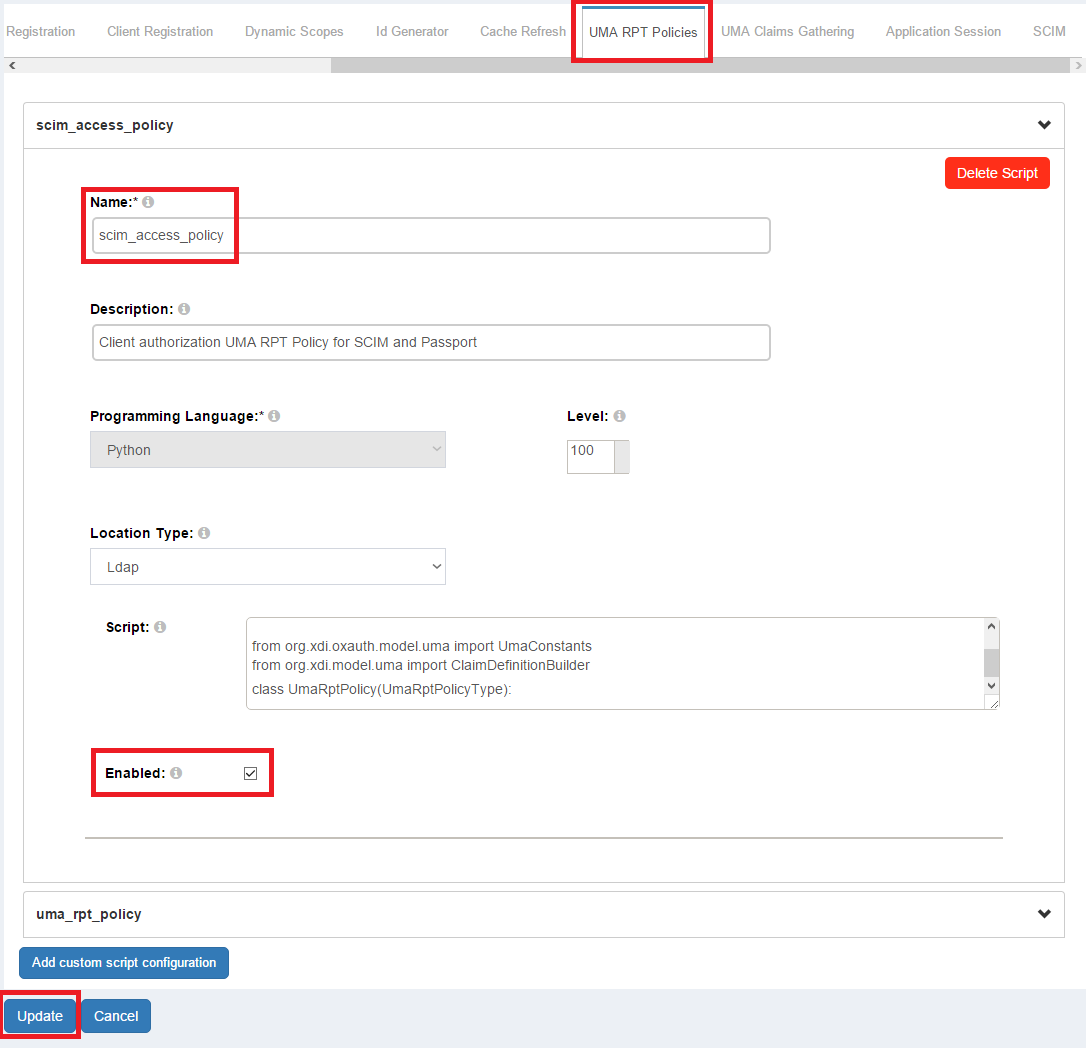 Registration Client Registration Dynamic Scopes Id Generator Cache Refresh UMA RPT Policies UMA Claims Gathering Application Session SCIM
scim_access_policy
Delete Script
Name:*
scim_access_policy
Description:
Client authorization UMA RPT Policy for SCIM and Passport
Programming Language:* Level:
Python 100
Location Type:
Ldap
Script:
from org.xdi.oxauth.model.uma import UmaConstants
from org.xdi.model.uma import ClaimDefinitionBuilder
class UmaRptPolicy(UmaRptPolicyType):
Enabled:
uma_rpt_policy
Add custom script configuration
Update Cancel